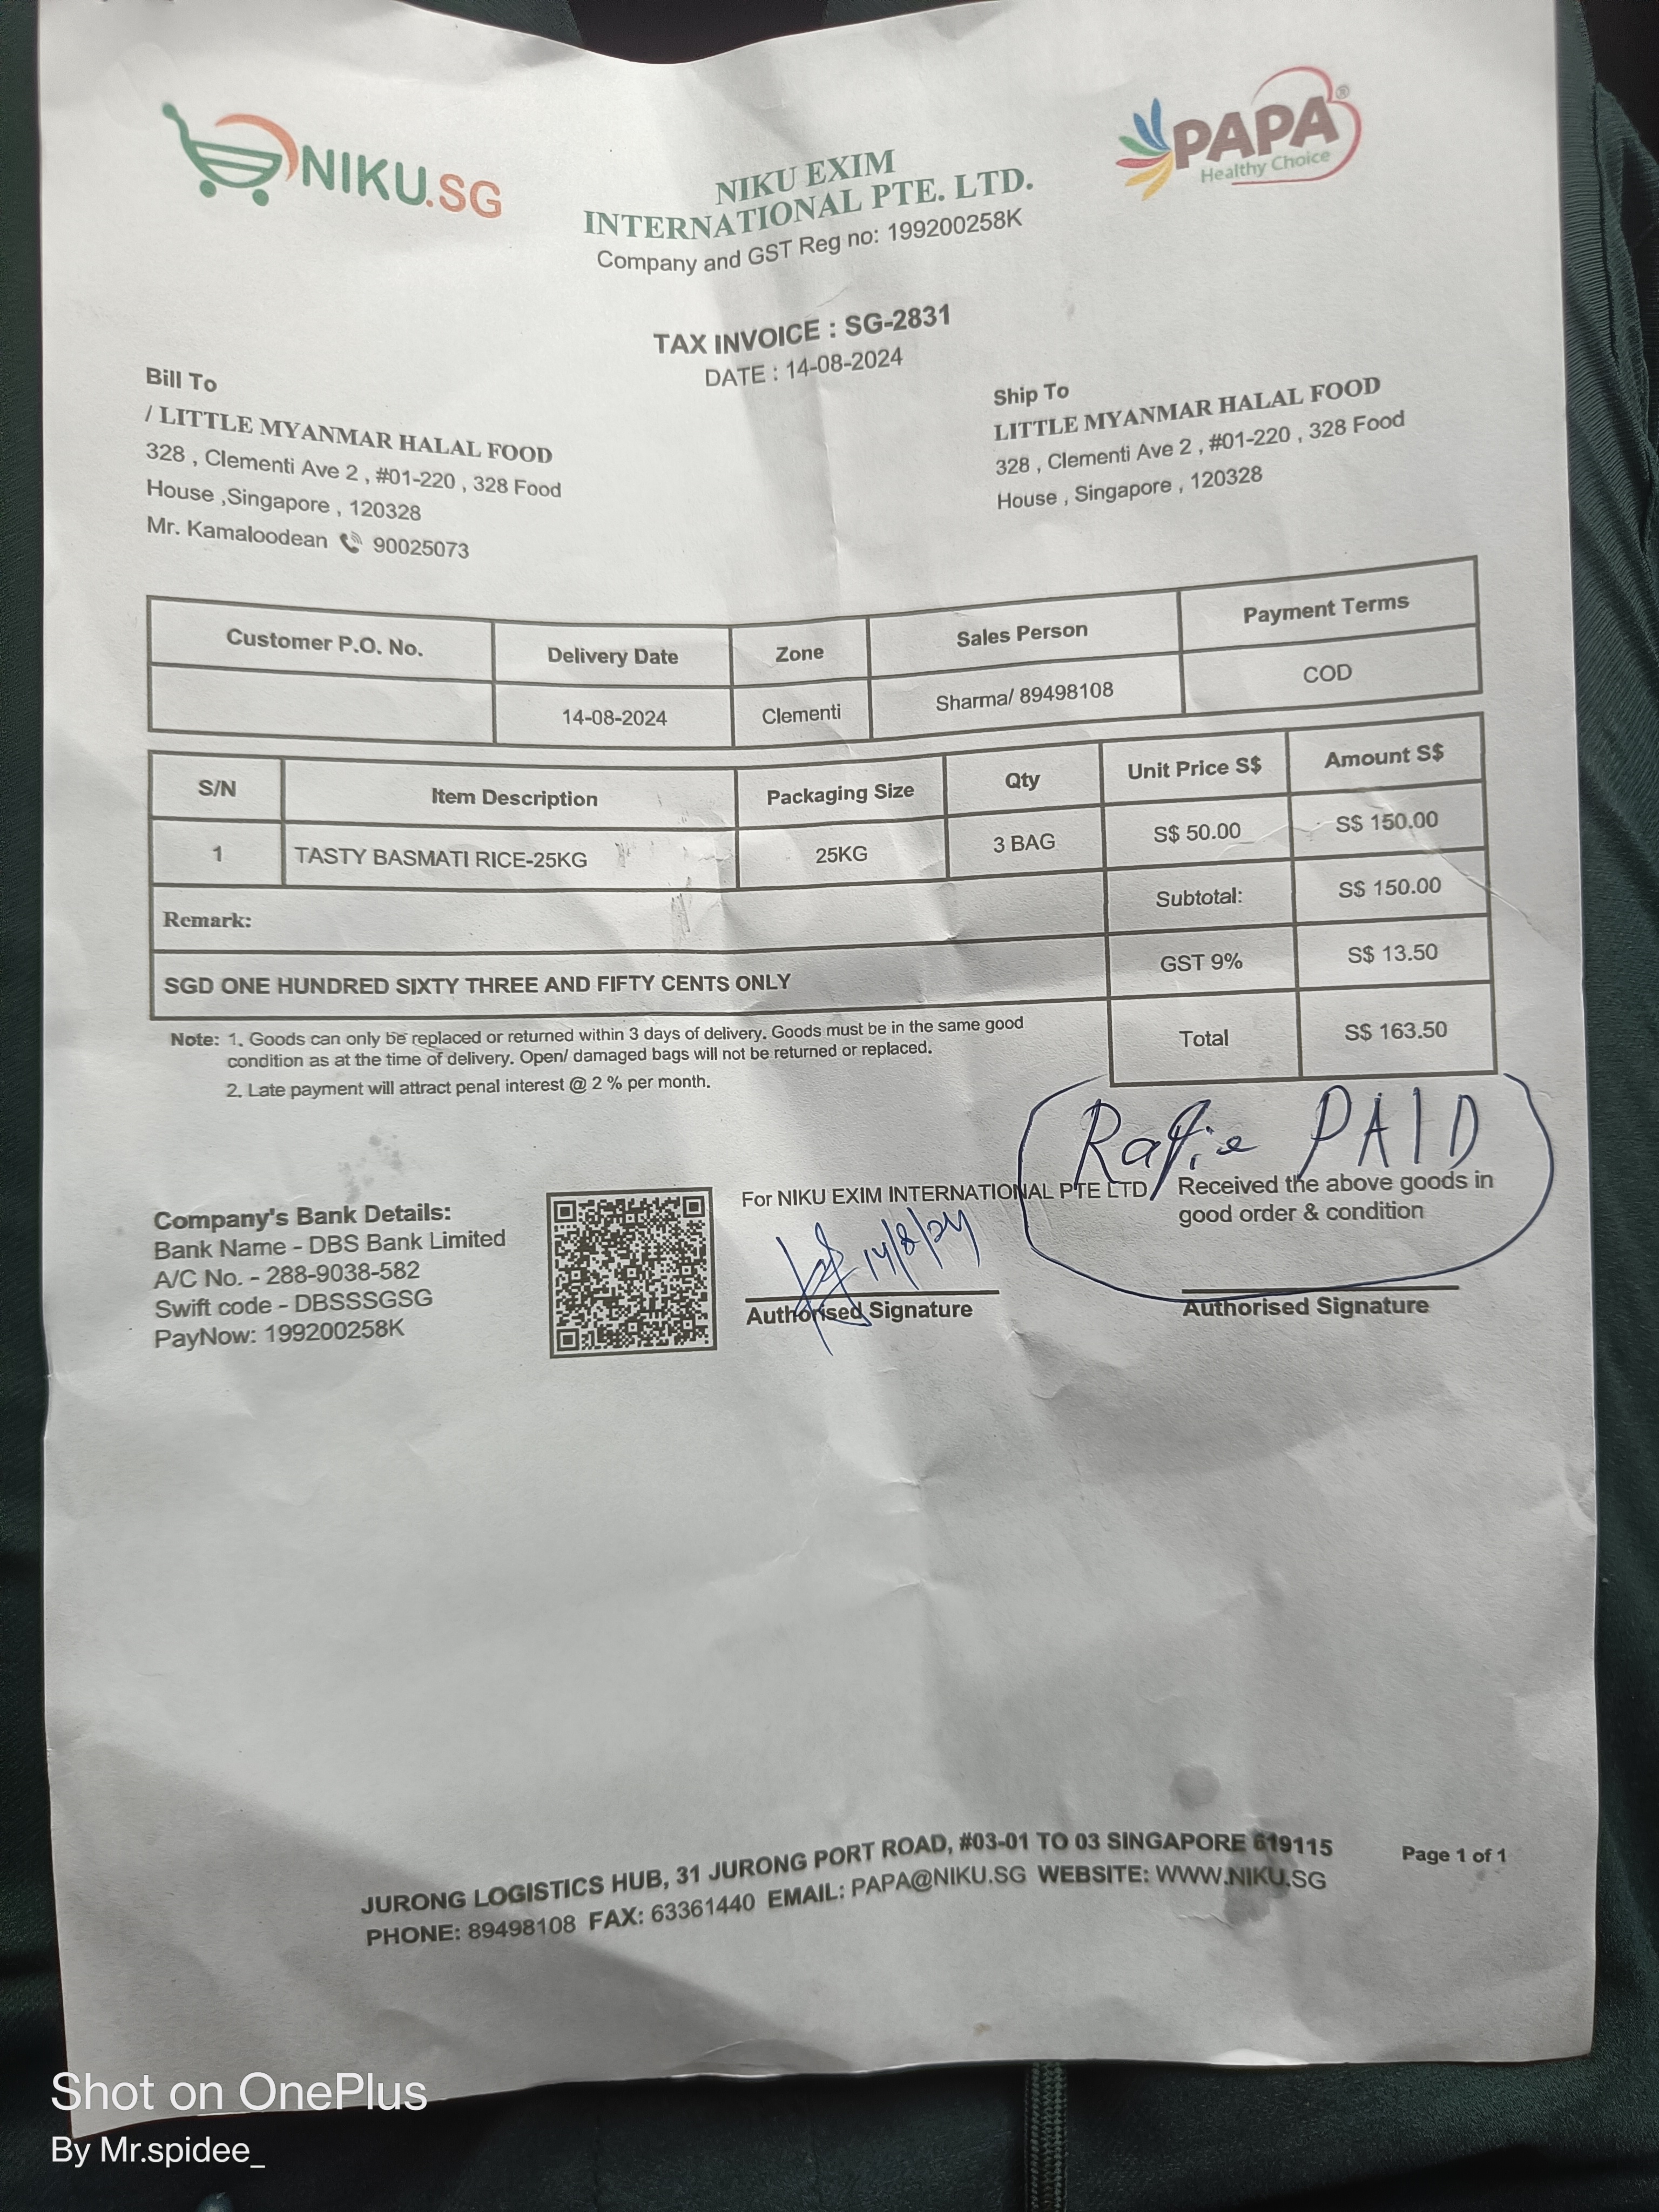 NIKU.SG
PAPA®
Healthy Choice
NIKU EXIM
INTERNATIONAL PTE. LTD.
Company and GST Reg no: 199200258K
TAX INVOICE : SG-2831
DATE : 14-08-2024
Bill To
/ LITTLE MYANMAR HALAL FOOD
328 , Clementi Ave 2 , #01-220 , 328 Food
House ,Singapore , 120328
Mr. Kamaloodean 90025073
Ship To
LITTLE MYANMAR HALAL FOOD
328 , Clementi Ave 2 , #01-220 , 328 Food
House , Singapore , 120328
Customer P.O. No. Delivery Date Zone Sales Person Payment Terms
14-08-2024 Clementi Sharma/ 89498108 COD
S/N Item Description Packaging Size Qty Unit Price S$ Amount S$
1 TASTY BASMATI RICE-25KG 25KG 3 BAG S$ 50.00 S$ 150.00
Remark: Subtotal: S$ 150.00
SGD ONE HUNDRED SIXTY THREE AND FIFTY CENTS ONLY GST 9% S$ 13.50
Total S$ 163.50
Note: 1. Goods can only be replaced or returned within 3 days of delivery. Goods must be in the same good
condition as at the time of delivery. Open/ damaged bags will not be returned or replaced.
2. Late payment will attract penal interest @ 2 % per month.
PAID
Company's Bank Details:
Bank Name - DBS Bank Limited
A/C No. - 288-9038-582
Swift code - DBSSSGSG
PayNow: 199200258K
For NIKU EXIM INTERNATIONAL PTE LTD
14/8/24
Authorised Signature
Received the above goods in
good order & condition
Authorised Signature
JURONG LOGISTICS HUB, 31 JURONG PORT ROAD, #03-01 TO 03 SINGAPORE 619115
PHONE: 89498108 FAX: 63361440 EMAIL: PAPA@NIKU.SG WEBSITE: WWW.NIKU.SG
Page 1 of 1
Shot on OnePlus
By Mr.spidee_